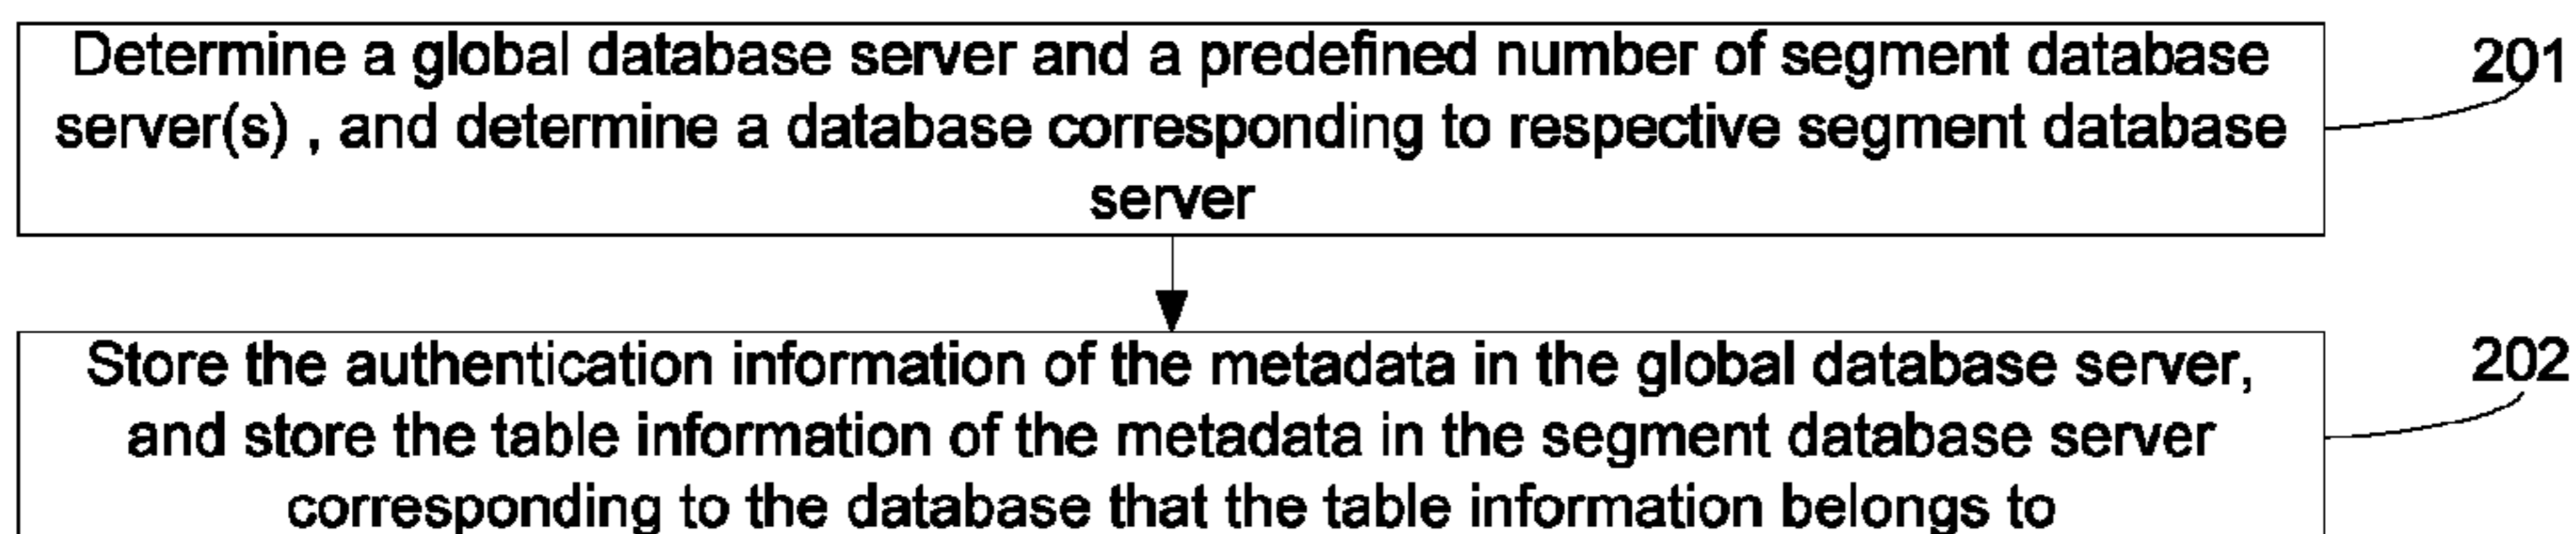 Determine a global database server and a predefined number of segment database
201
server(s) , and determine a database corresponding to respective segment database
server
Store the authentication information of the metadata in the global database server,
202
and store the table information of the metadata in the segment database server
corresponding to the database that the table information belongs to